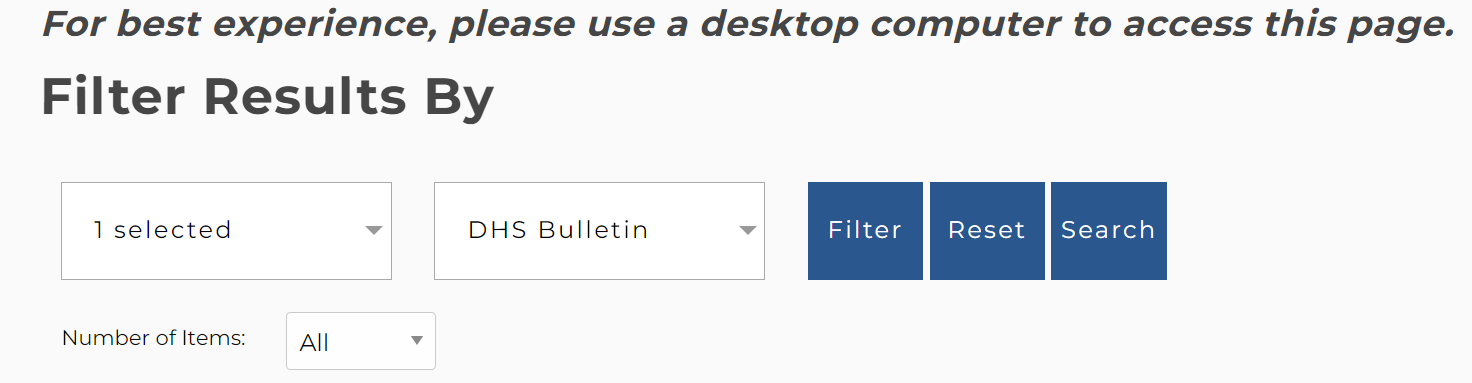 For best experience, please use a desktop computer to access this page.
Filter Results By
1 selected DHS Bulletin Filter Reset Search
Number of Items: All